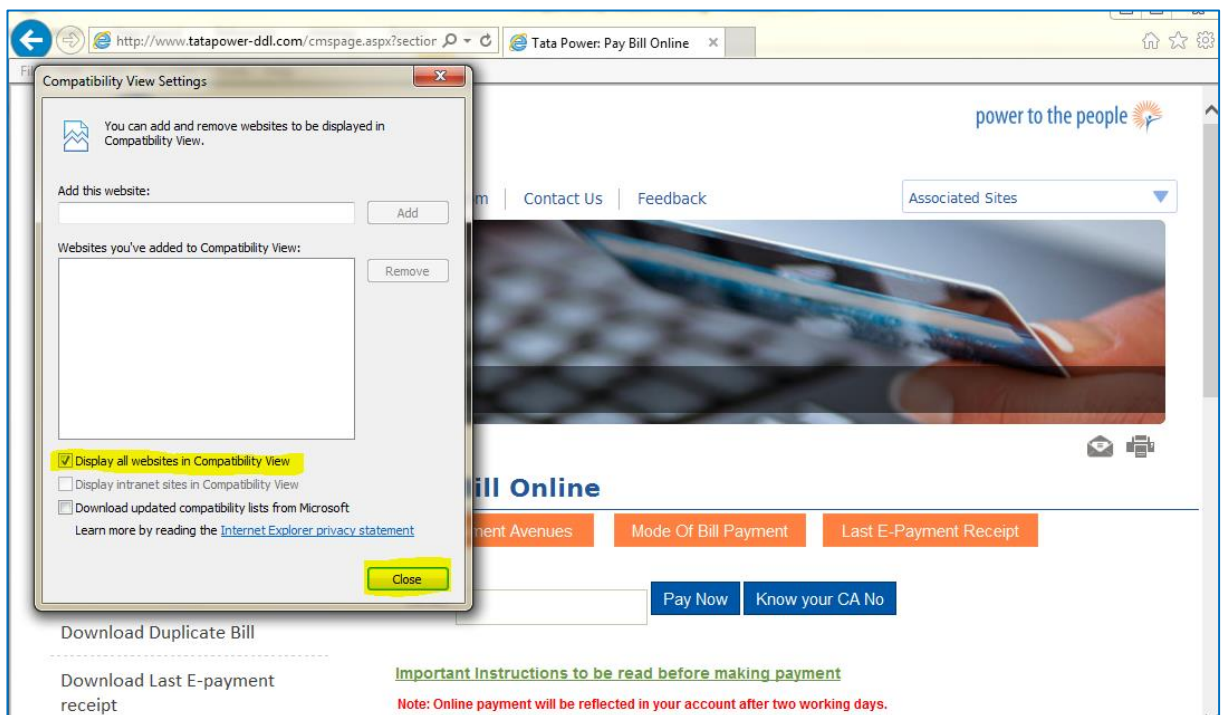 http://www.tatapower-ddl.com/cmspage.aspx?section
Tata Power: Pay Bill Online
Compatibility View Settings
You can add and remove websites to be displayed in
Compatibility View.
Add this website:
Add
Websites you've added to Compatibility View:
Remove
Display all websites in Compatibility View
Display intranet sites in Compatibility View
Download updated compatibility lists from Microsoft
Learn more by reading the Internet Explorer privacy statement
Close
power to the people
Contact Us
Feedback
Associated Sites
ill Online
ment Avenues
Mode Of Bill Payment
Last E-Payment Receipt
Pay Now
Know your CA No
Download Duplicate Bill
Download Last E-payment
receipt
Important Instructions to be read before making payment
Note: Online payment will be reflected in your account after two working days.